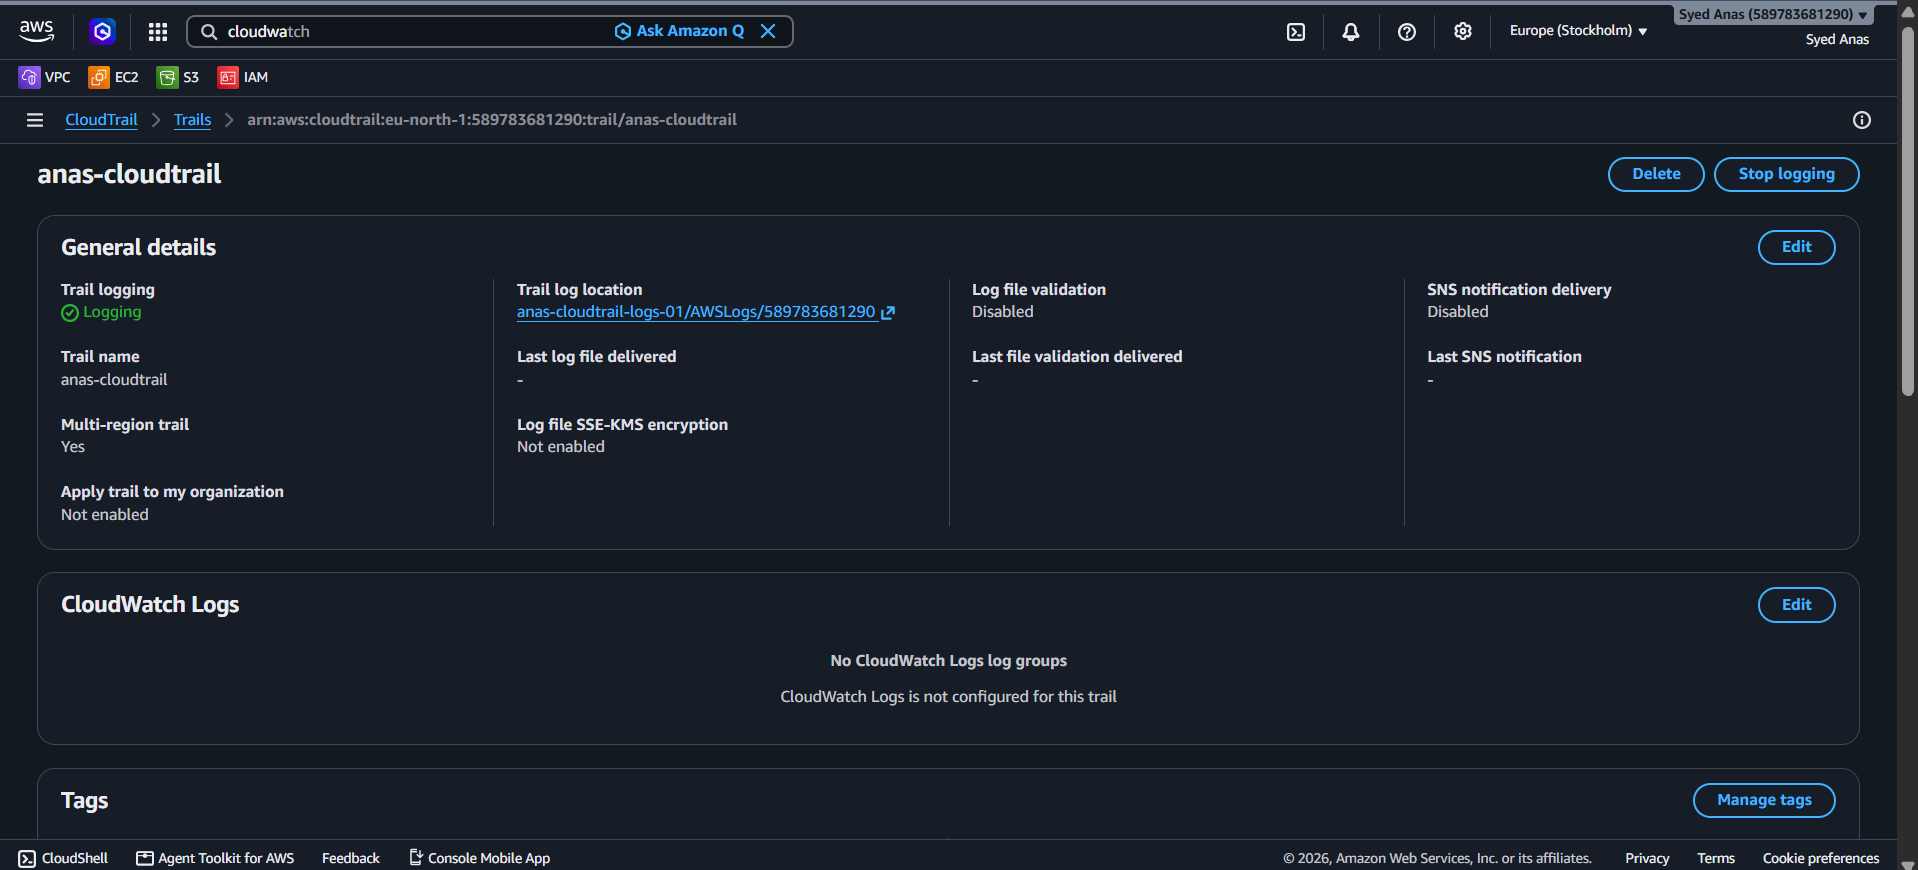 aws
cloudwatch
Ask Amazon Q
Europe (Stockholm)
Syed Anas (589783681290)
Syed Anas
VPC
EC2
S3
IAM
CloudTrail > Trails > arn:aws:cloudtrail:eu-north-1:589783681290:trail/anas-cloudtrail
anas-cloudtrail
Delete
Stop logging
General details
Edit
Trail logging
Logging
Trail name
anas-cloudtrail
Multi-region trail
Yes
Apply trail to my organization
Not enabled
Trail log location
anas-cloudtrail-logs-01/AWSLogs/589783681290
Last log file delivered
-
Log file SSE-KMS encryption
Not enabled
Log file validation
Disabled
Last file validation delivered
-
SNS notification delivery
Disabled
Last SNS notification
-
CloudWatch Logs
Edit
No CloudWatch Logs log groups
CloudWatch Logs is not configured for this trail
Tags
Manage tags
CloudShell
Agent Toolkit for AWS
Feedback
Console Mobile App
© 2026, Amazon Web Services, Inc. or its affiliates.
Privacy
Terms
Cookie preferences